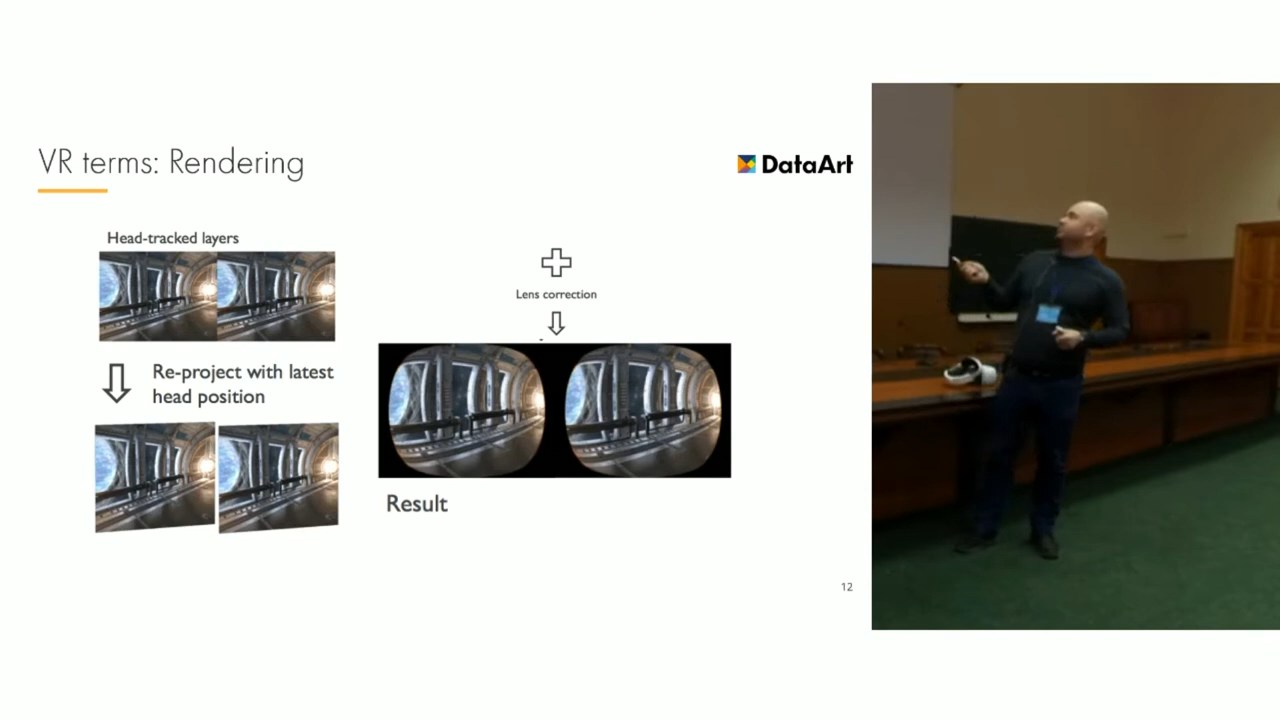 VR terms: Rendering
DataArt
Head-tracked layers
Re-project with latest
head position
Lens correction
Result
12